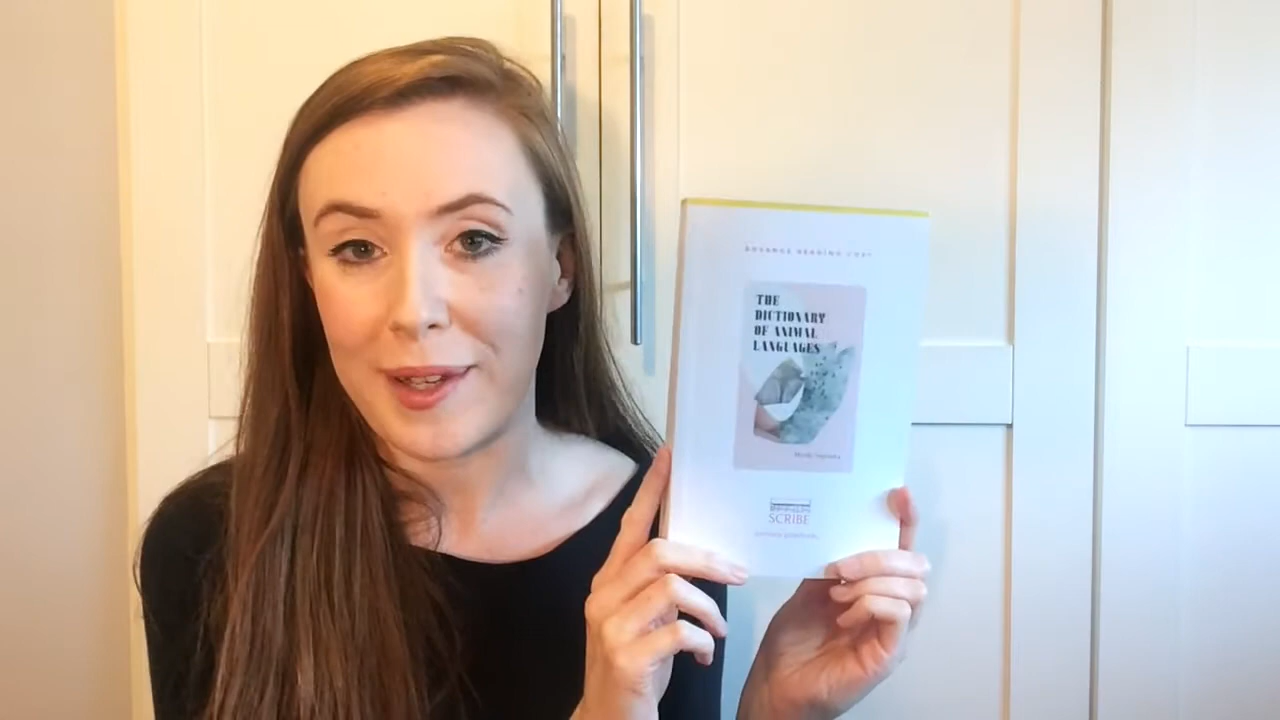 ADVANCE READING COPY
THE
DICTIONARY
OF ANIMAL
LANGUAGES
SCRIBE